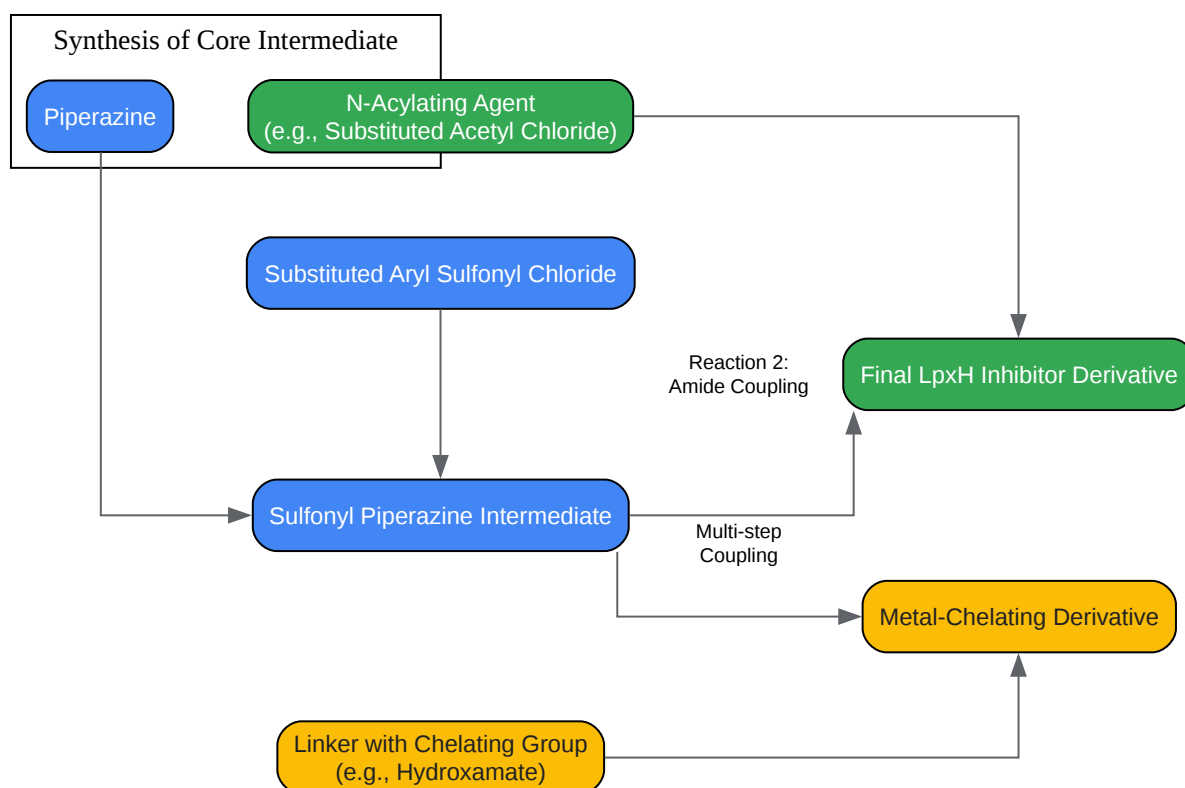 Synthesis of Core Intermediate
Piperazine
N-Acylating Agent
(e.g., Substituted Acetyl Chloride)
Substituted Aryl Sulfonyl Chloride
Reaction 2:
Amide Coupling
Final LpxH Inhibitor Derivative
Sulfonyl Piperazine Intermediate
Multi-step
Coupling
Metal-Chelating Derivative
Linker with Chelating Group
(e.g., Hydroxamate)